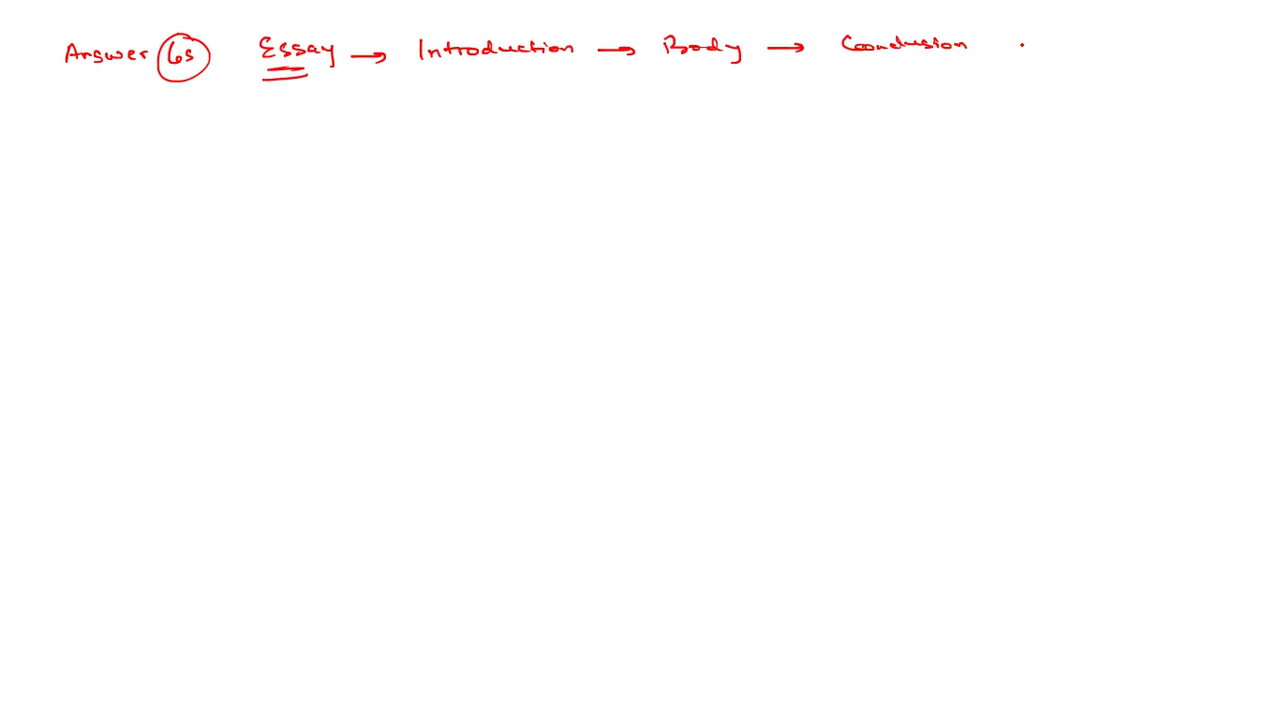 Answer 65 Essay → Introduction → Body → Conclusion .